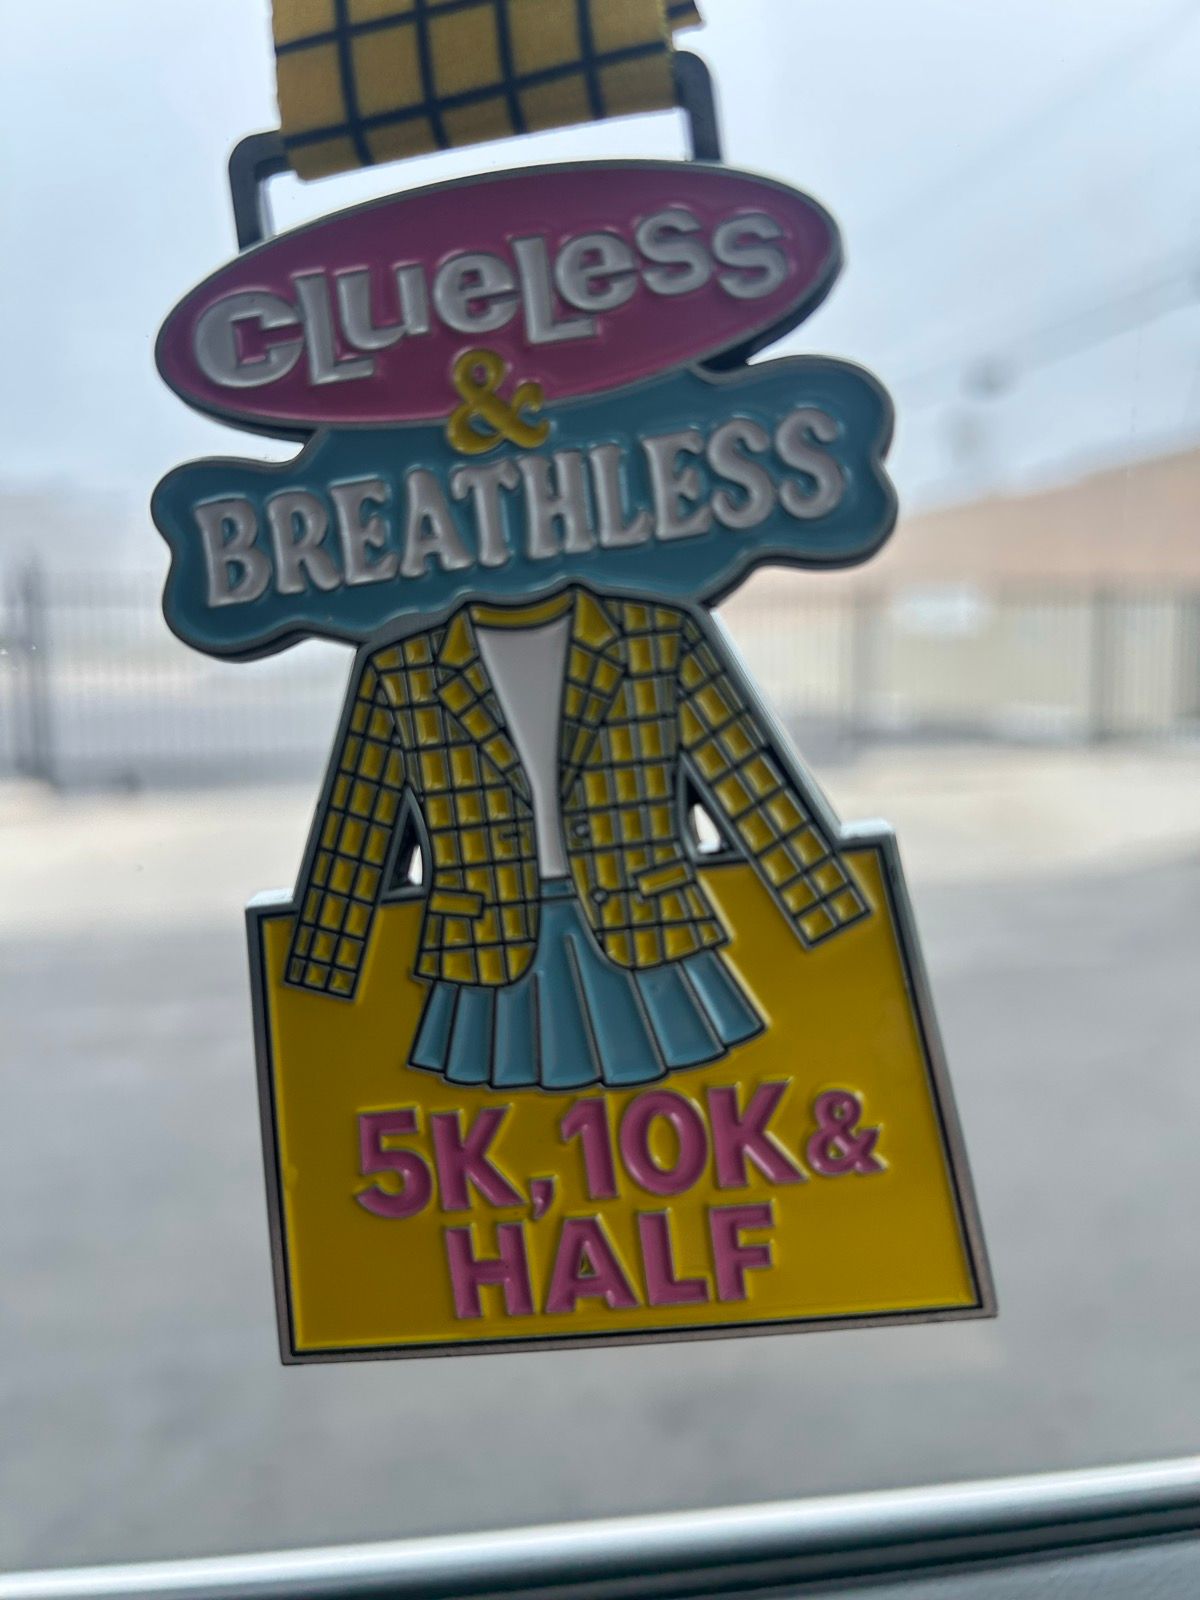 CLueLess
&
BREATHLESS
5K, 10K &
HALF